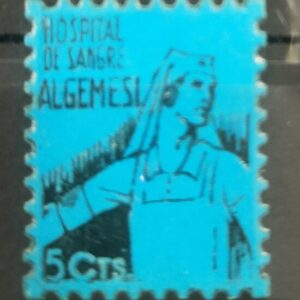 HOSPITAL
DE SANGRE
ALGEMESI
5 CTS.